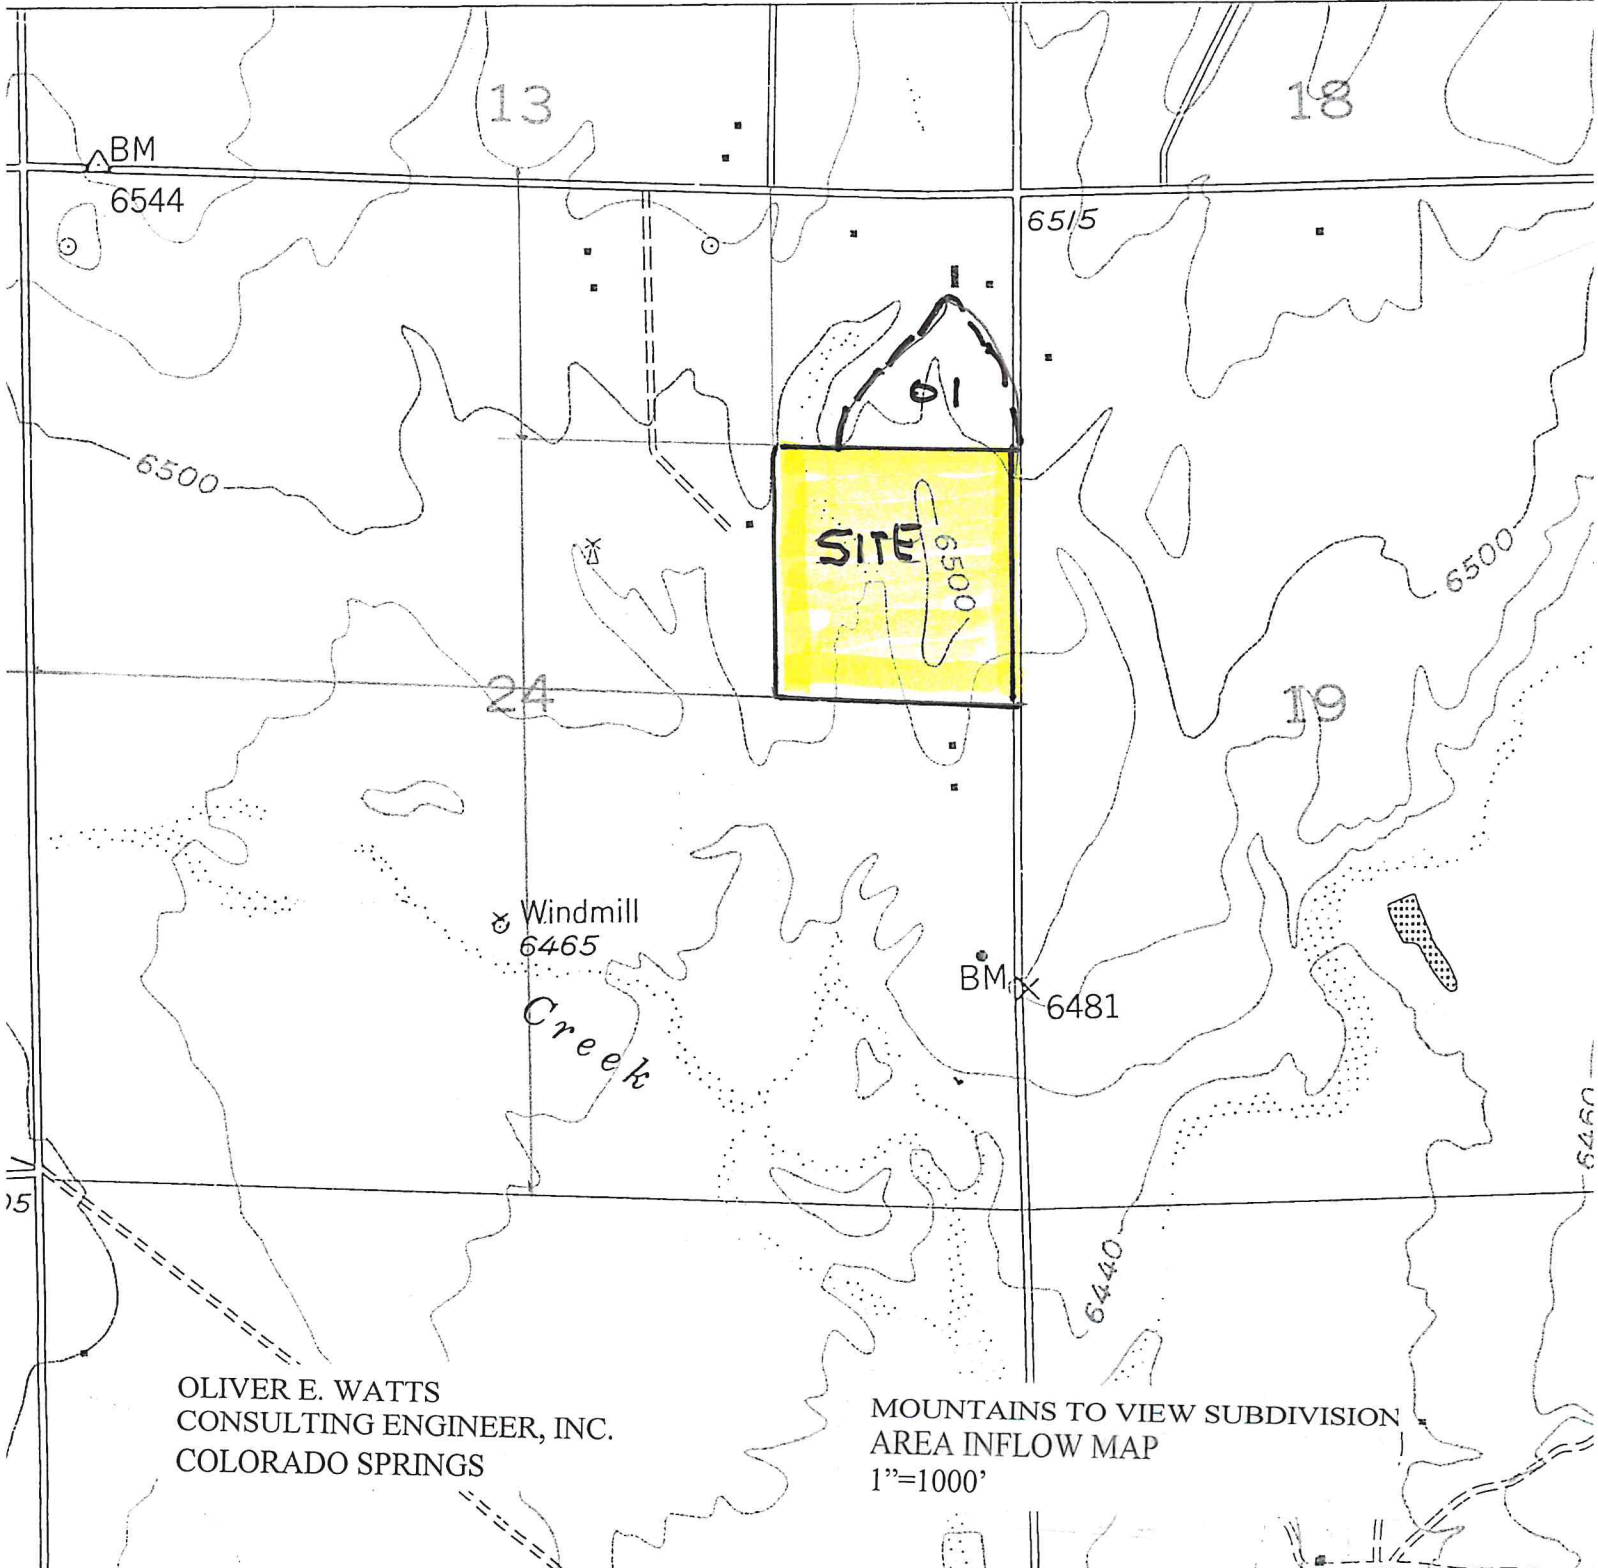 13
18
BM
6544
6515
01
6500
SITE
6500
6500
24
19
Windmill
6465
BM
6481
Creek
6460
6440
OLIVER E. WATTS
CONSULTING ENGINEER, INC.
COLORADO SPRINGS
MOUNTAINS TO VIEW SUBDIVISION
AREA INFLOW MAP
1”=1000’